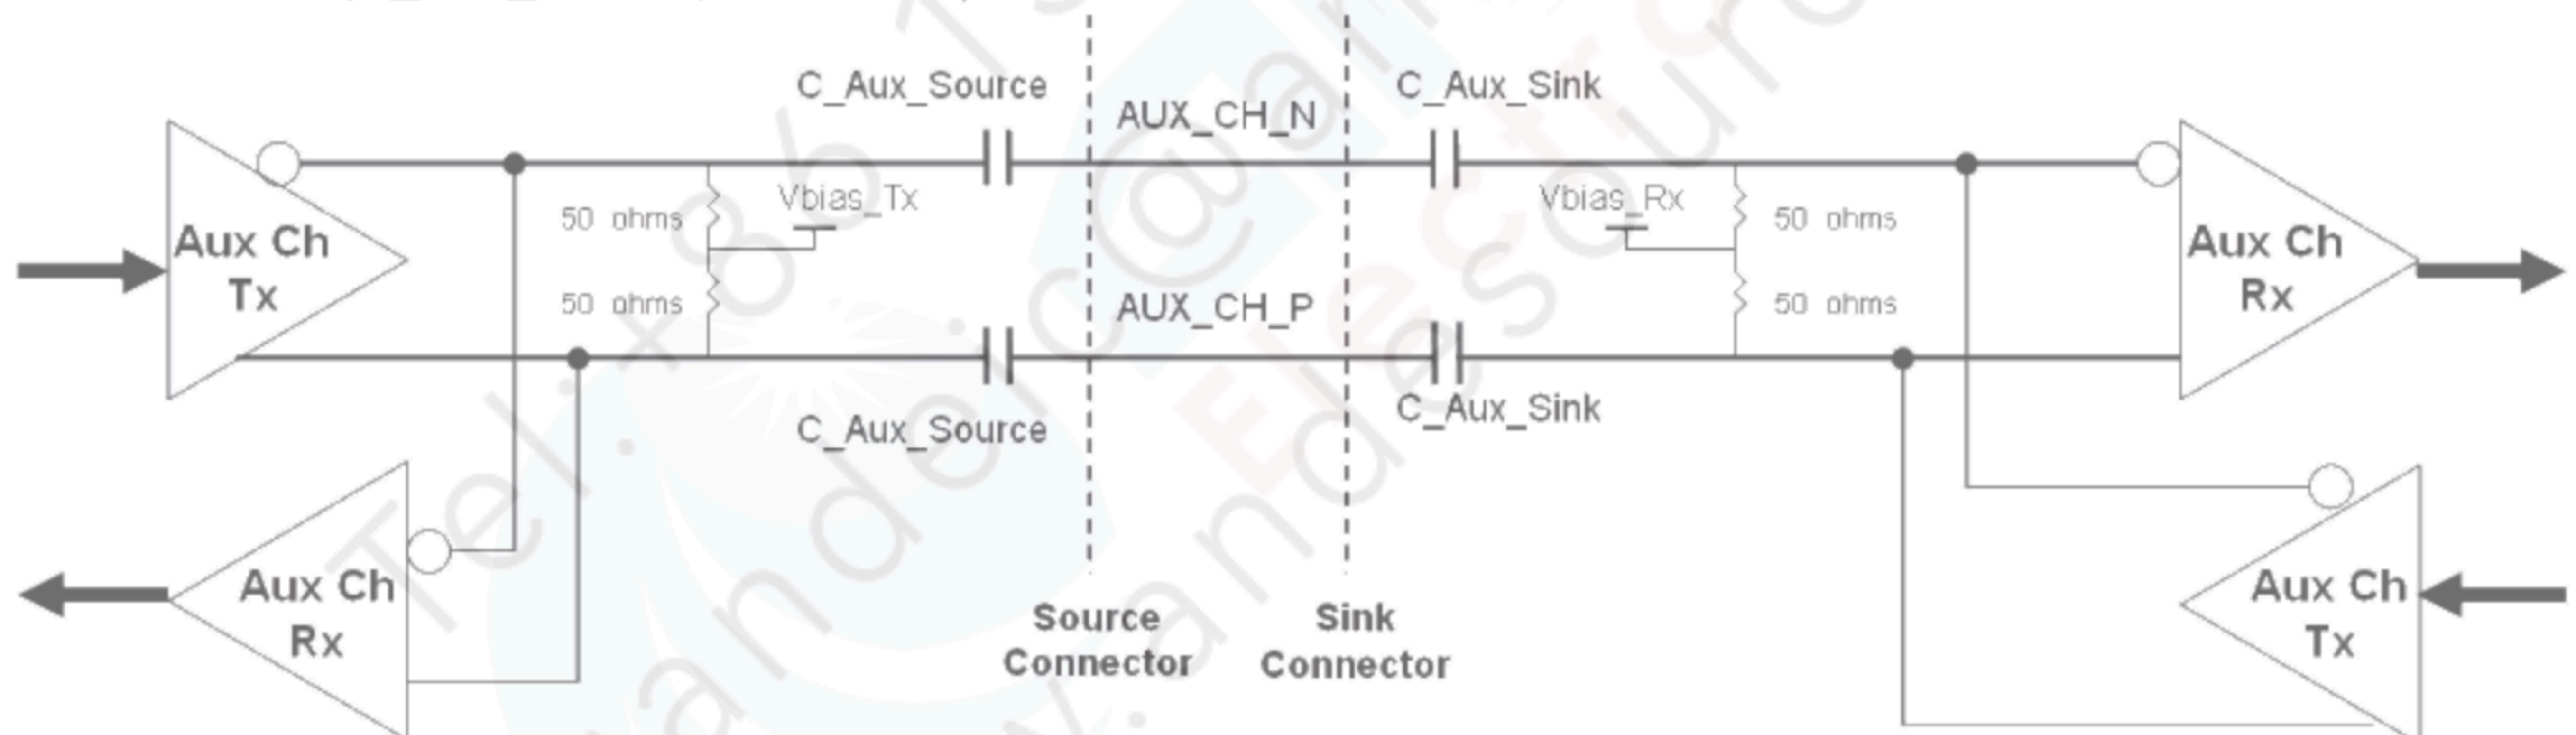 C_Aux_Source
C_Aux_Sink
AUX_CH_N
Aux Ch
Tx
50 ohms
Vbias_Tx
Vbias_Rx
50 ohms
Aux Ch
Rx
50 ohms
AUX_CH_P
50 ohms
C_Aux_Source
C_Aux_Sink
Aux Ch
Rx
Source
Connector
Sink
Connector
Aux Ch
Tx